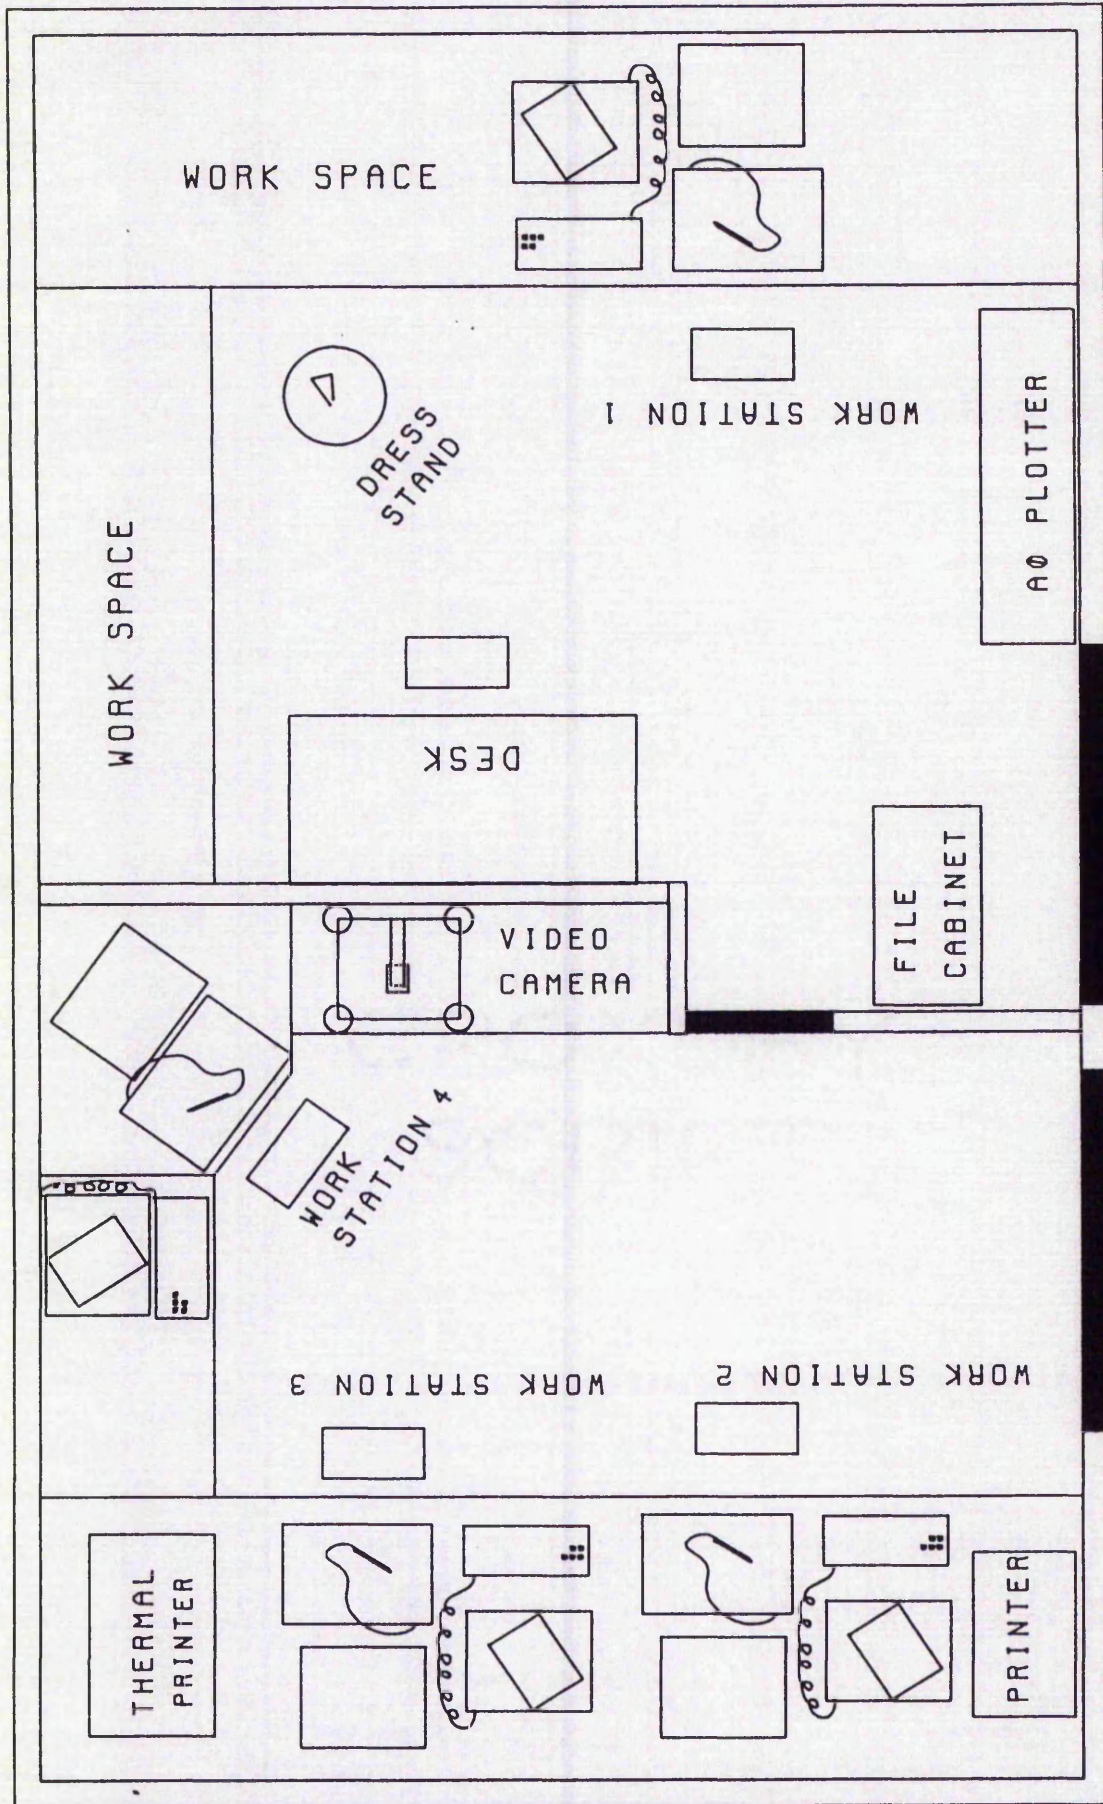 WORK SPACE
WORK STATION 1
DRESS
STAND
A0 PLOTTER
WORK SPACE
DESK
FILE
CABINET
VIDEO
CAMERA
WORK
STATION 4
WORK STATION 3
WORK STATION 2
THERMAL
PRINTER
PRINTER